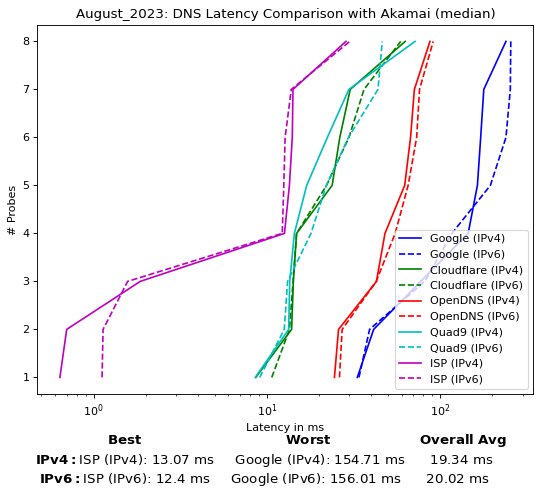 August_2023: DNS Latency Comparison with Akamai (median)
# Probes
8
7
6
5
4
3
2
1
Google (IPv4)
Google (IPv6)
Cloudflare (IPv4)
Cloudflare (IPv6)
OpenDNS (IPv4)
OpenDNS (IPv6)
Quad9 (IPv4)
Quad9 (IPv6)
ISP (IPv4)
ISP (IPv6)
10⁰ 10¹ 10²
Latency in ms
Best Worst Overall Avg
IPv4: ISP (IPv4): 13.07 ms Google (IPv4): 154.71 ms 19.34 ms
IPv6: ISP (IPv6): 12.4 ms Google (IPv6): 156.01 ms 20.02 ms